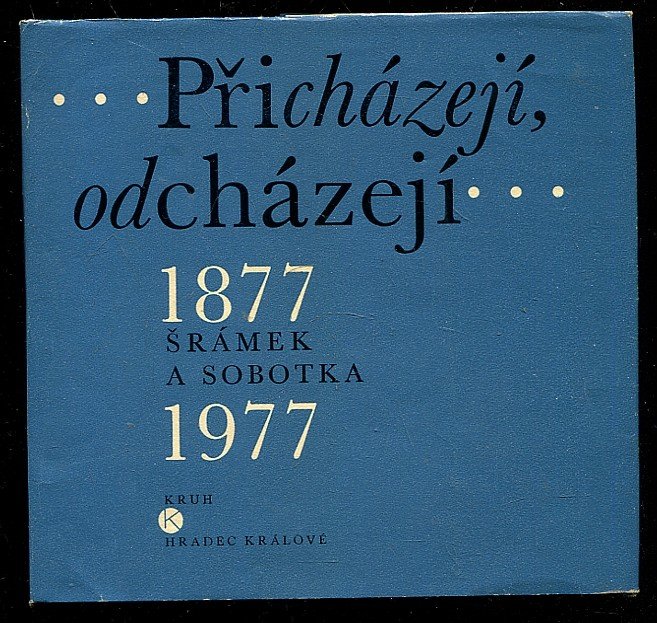 ...Přicházejí,
odcházejí...
1877
ŠRÁMEK
A SOBOTKA
1977
KRUH
K
HRADEC KRÁLOVÉ